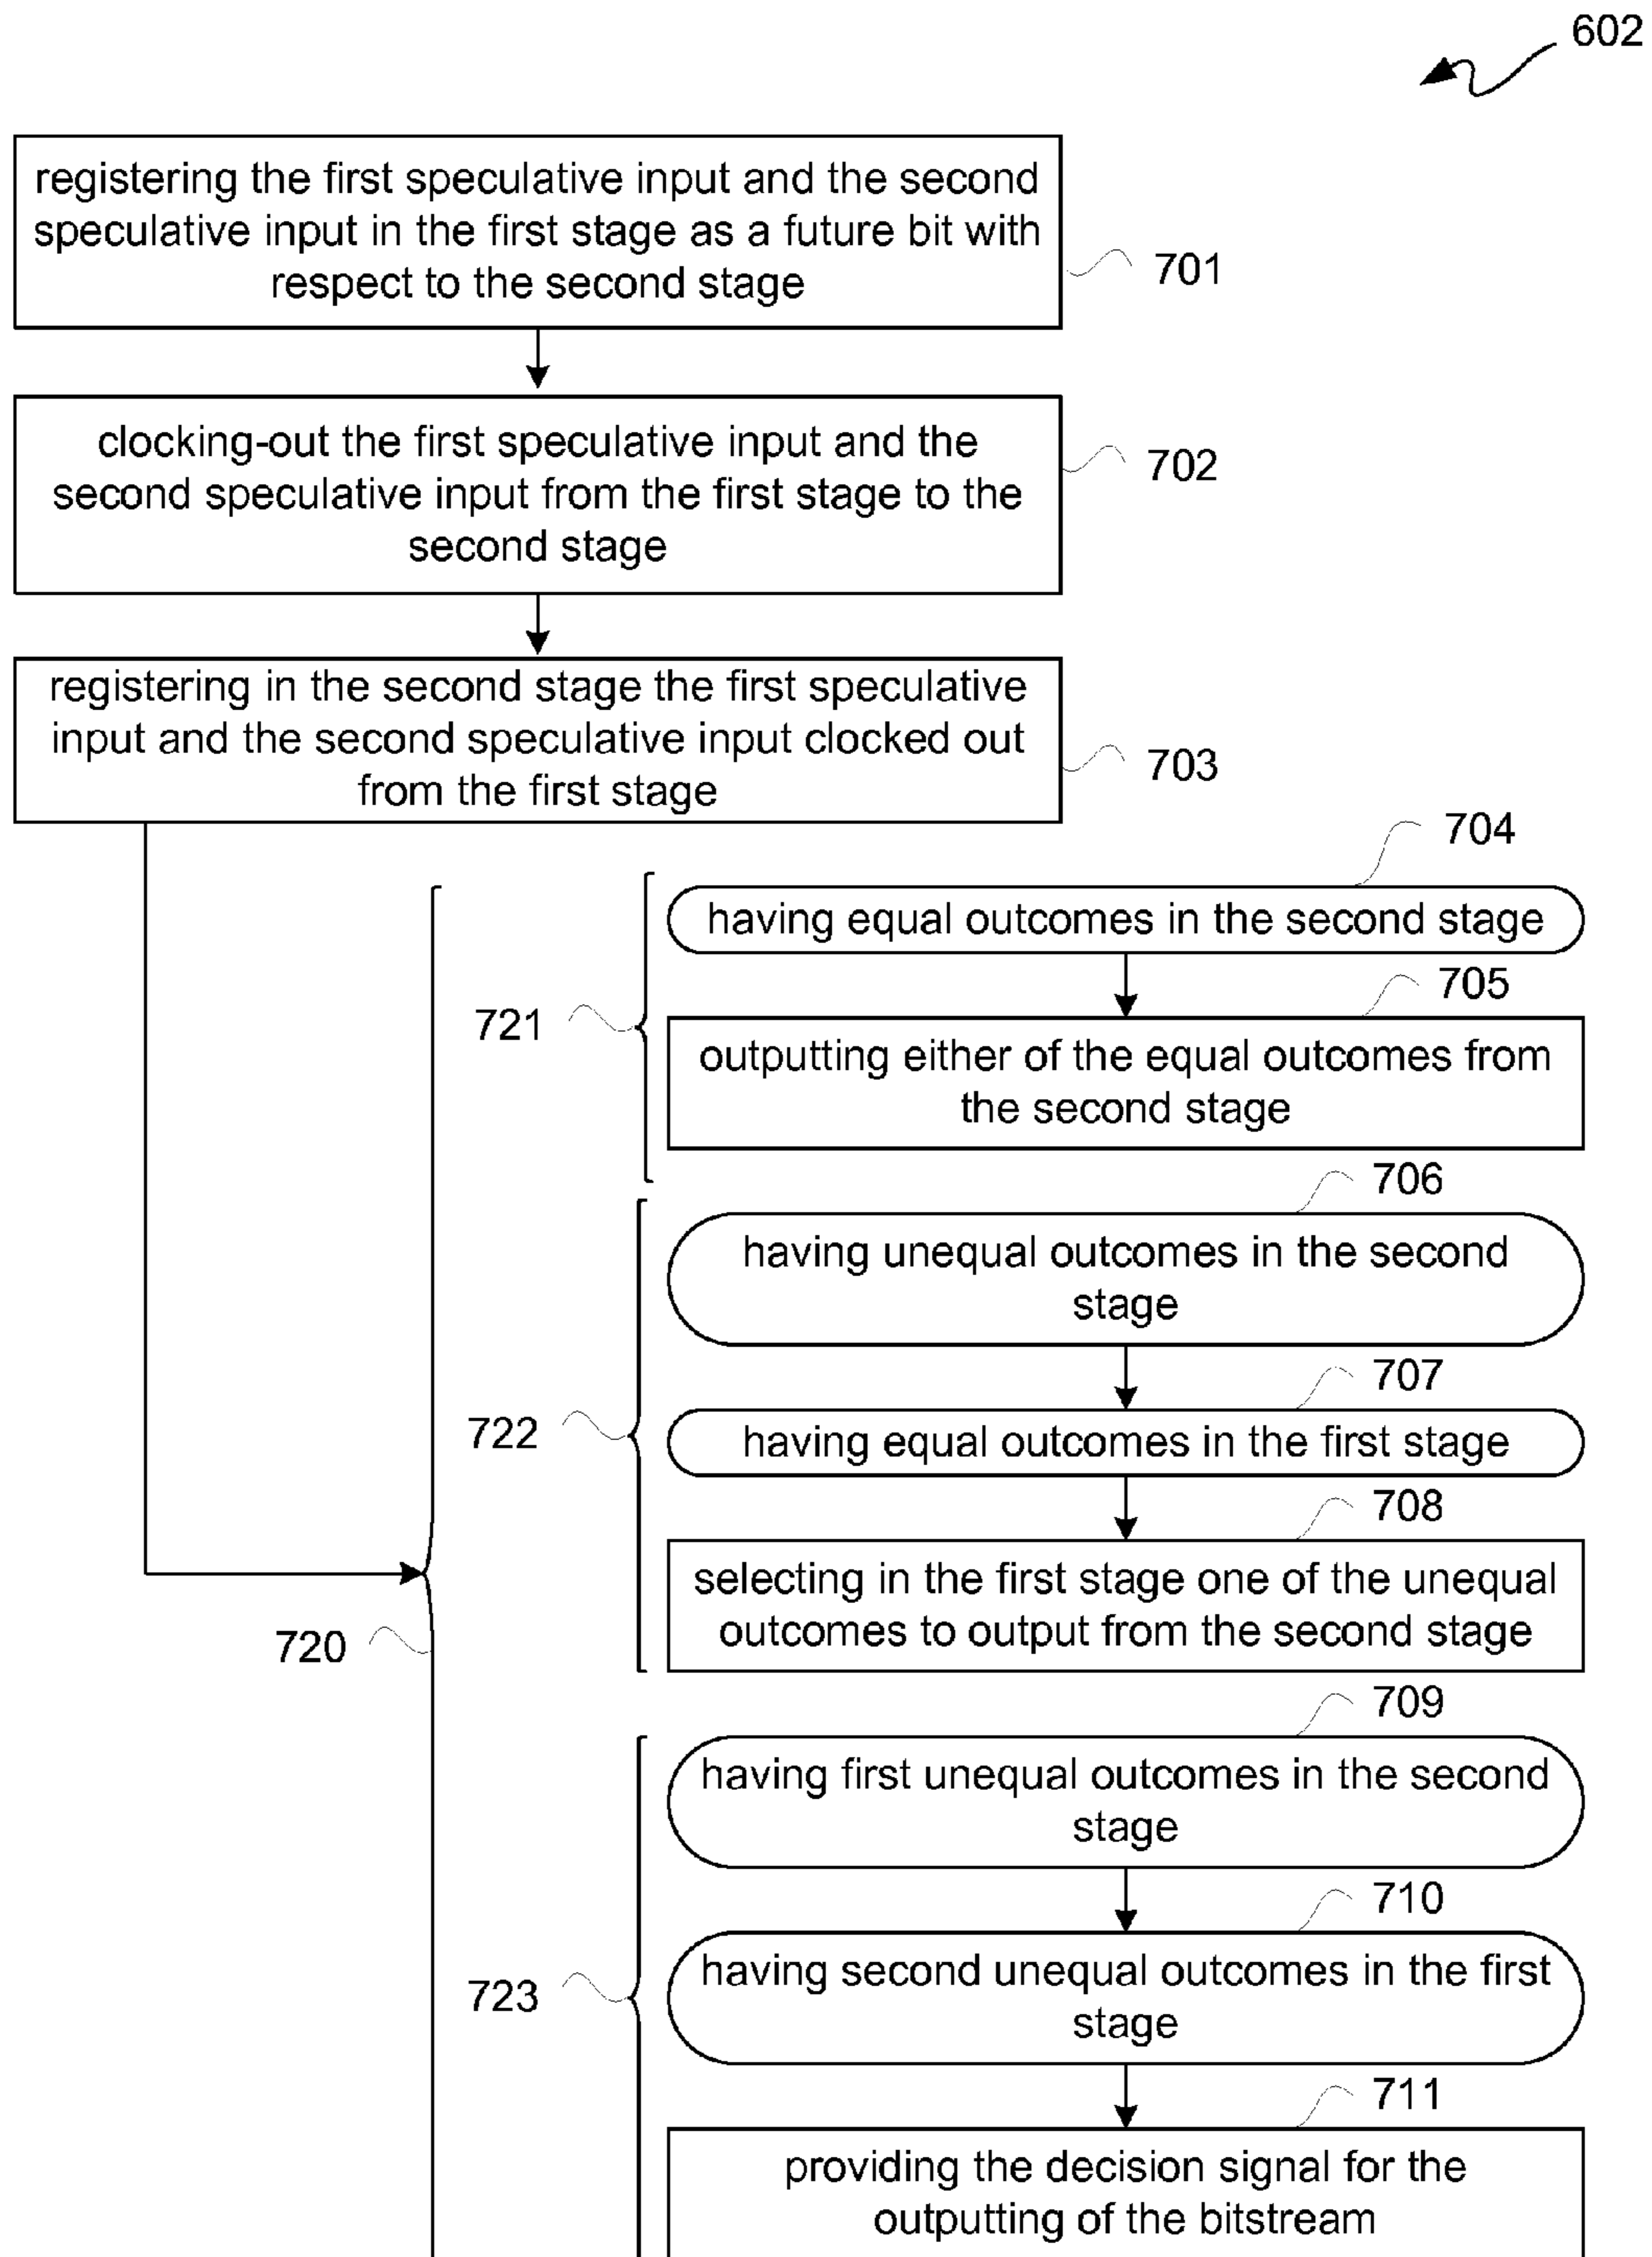 602
registering the first speculative input and the second
speculative input in the first stage as a future bit with
respect to the second stage
701
clocking-out the first speculative input and the
second speculative input from the first stage to the
second stage
702
registering in the second stage the first speculative
input and the second speculative input clocked out
from the first stage
703
704
having equal outcomes in the second stage
705
721
outputting either of the equal outcomes from
the second stage
706
having unequal outcomes in the second
stage
707
722
having equal outcomes in the first stage
708
selecting in the first stage one of the unequal
outcomes to output from the second stage
720
709
having first unequal outcomes in the second
stage
710
723
having second unequal outcomes in the first
stage
711
providing the decision signal for the
outputting of the bitstream